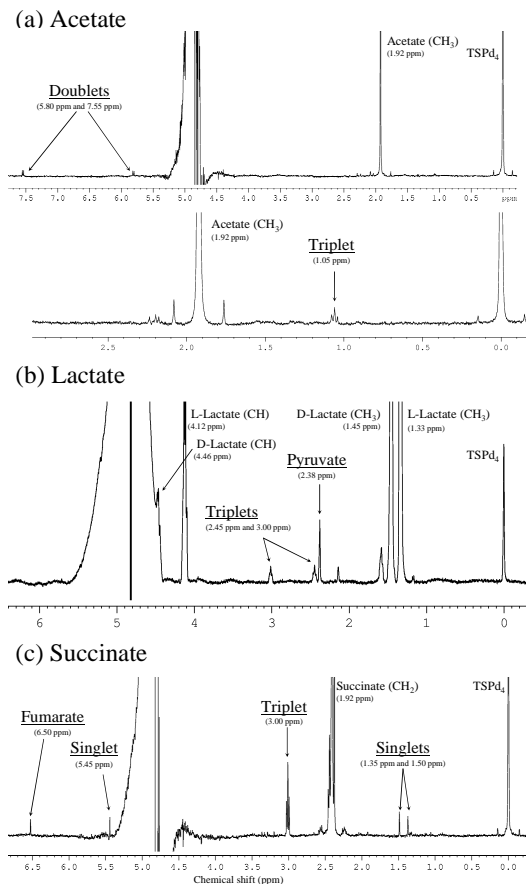 (a) Acetate
Acetate (CH3)
(1.92 ppm)
TSPd4
Doublets
(5.80 ppm and 7.55 ppm)
7.5 7.0 6.5 6.0 5.5 5.0 4.5 4.0 3.5 3.0 2.5 2.0 1.5 1.0 0.5 ppm
Acetate (CH3)
(1.92 ppm)
Triplet
(1.05 ppm)
2.5 2.0 1.5 1.0 0.5 0.0
(b) Lactate
L-Lactate (CH)
(4.12 ppm)
D-Lactate (CH3)
(1.45 ppm)
L-Lactate (CH3)
(1.33 ppm)
D-Lactate (CH)
(4.46 ppm)
TSPd4
Pyruvate
(2.38 ppm)
Triplets
(2.45 ppm and 3.00 ppm)
6 5 4 3 2 1 0
(c) Succinate
Succinate (CH2)
(1.92 ppm)
TSPd4
Triplet
(3.00 ppm)
Fumarate
(6.50 ppm)
Singlet
(5.45 ppm)
Singlets
(1.35 ppm and 1.50 ppm)
6.5 6.0 5.5 5.0 4.5 4.0 3.5 3.0 2.5 2.0 1.5 1.0 0.5 0.0
Chemical shift (ppm)